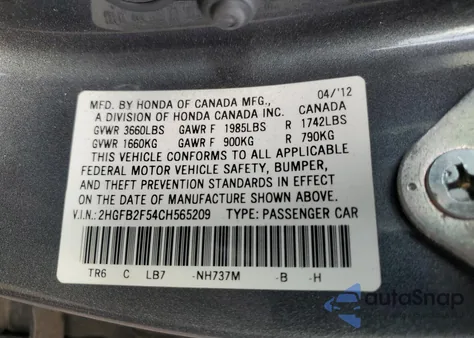 04/'12
MFD. BY HONDA OF CANADA MFG.,
A DIVISION OF HONDA CANADA INC. CANADA
GVWR 3660LBS GAWR F 1985LBS R 1742LBS
GVWR 1660KG GAWR F 900KG R 790KG
THIS VEHICLE CONFORMS TO ALL APPLICABLE
FEDERAL MOTOR VEHICLE SAFETY, BUMPER,
AND THEFT PREVENTION STANDARDS IN EFFECT
ON THE DATE OF MANUFACTURE SHOWN ABOVE.
V.I.N.: 2HGFB2F54CH565209 TYPE: PASSENGER CAR
TR6 C LB7 -NH737M -B -H
autoSnap